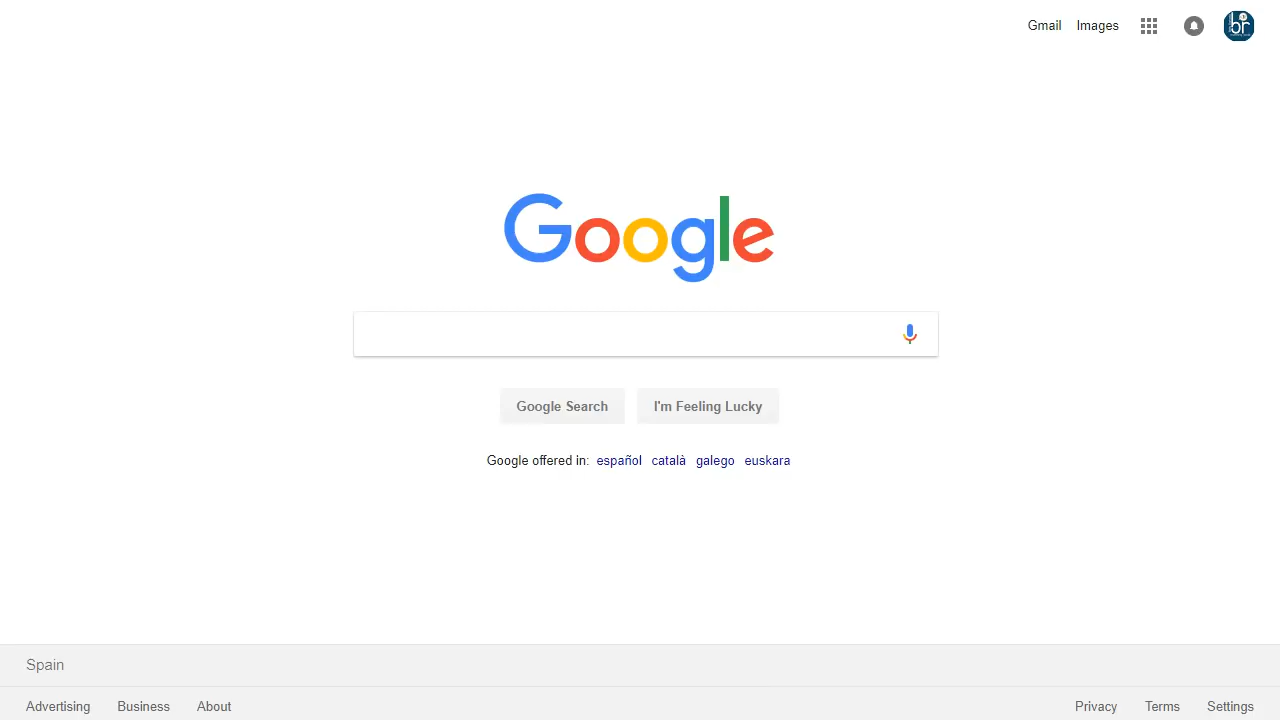 Gmail Images
br
Google
Google Search I'm Feeling Lucky
Google offered in: español català galego euskara
Spain
Advertising Business About Privacy Terms Settings